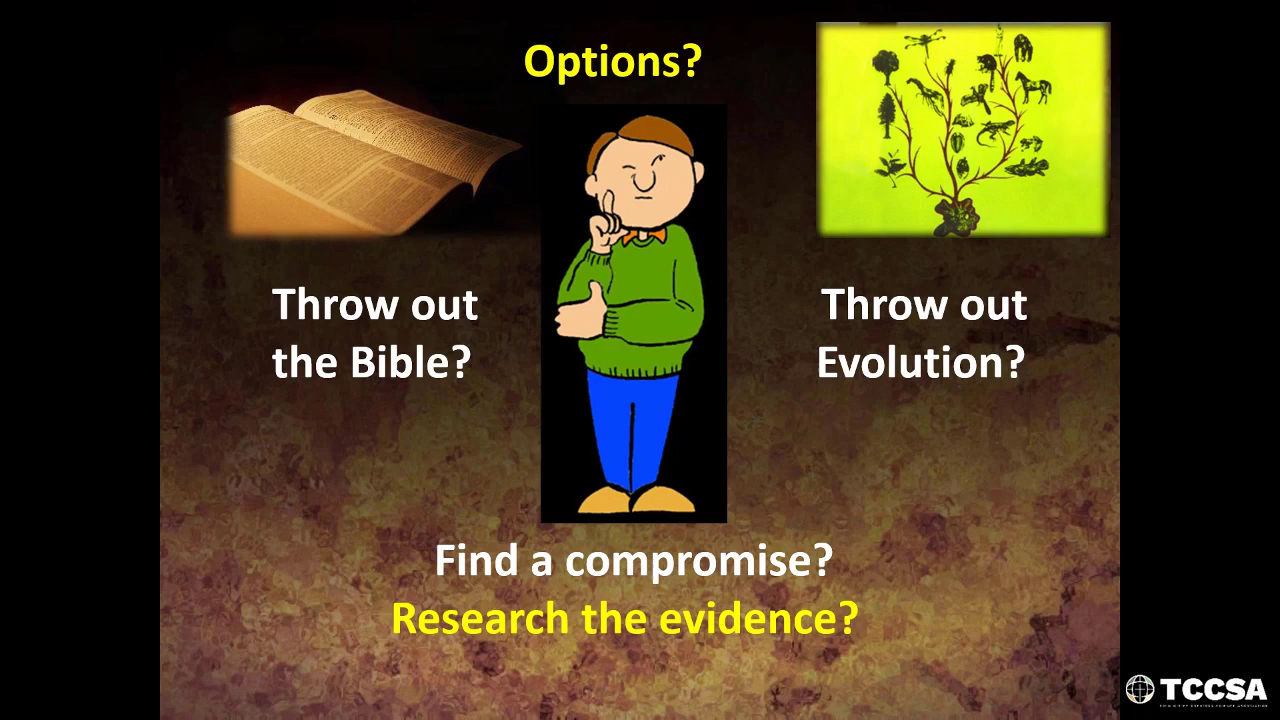 Options?
Throw out
the Bible?
Throw out
Evolution?
Find a compromise?
Research the evidence?
TCCSA